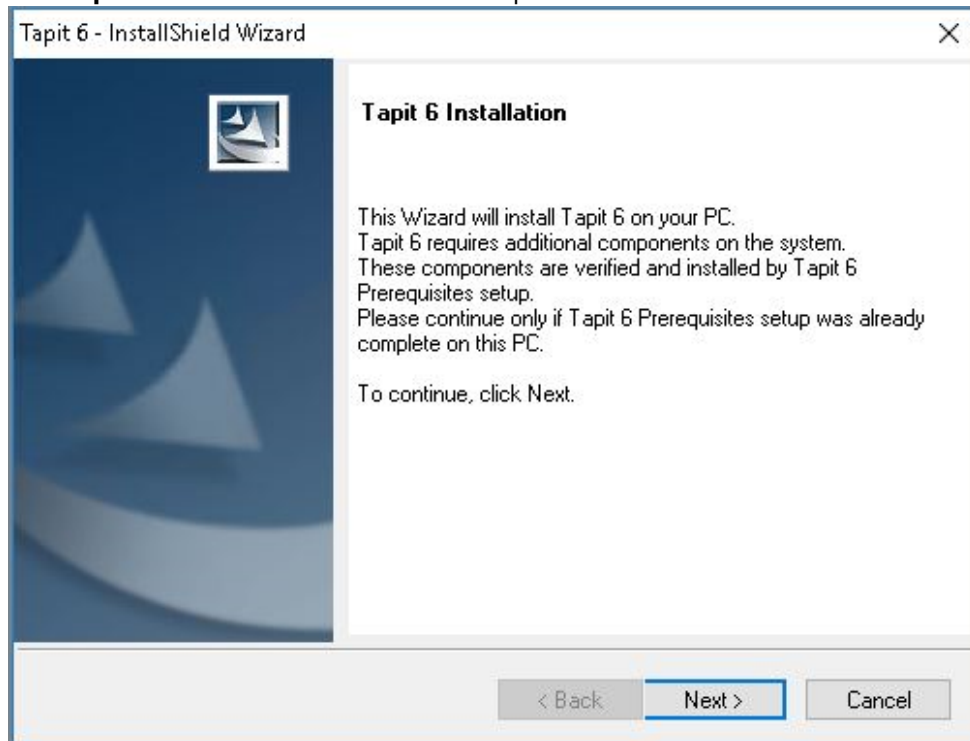 Tapit 6 - InstallShield Wizard
Tapit 6 Installation
This Wizard will install Tapit 6 on your PC.
Tapit 6 requires additional components on the system.
These components are verified and installed by Tapit 6
Prerequisites setup.
Please continue only if Tapit 6 Prerequisites setup was already
complete on this PC.
To continue, click Next.
< Back
Next >
Cancel